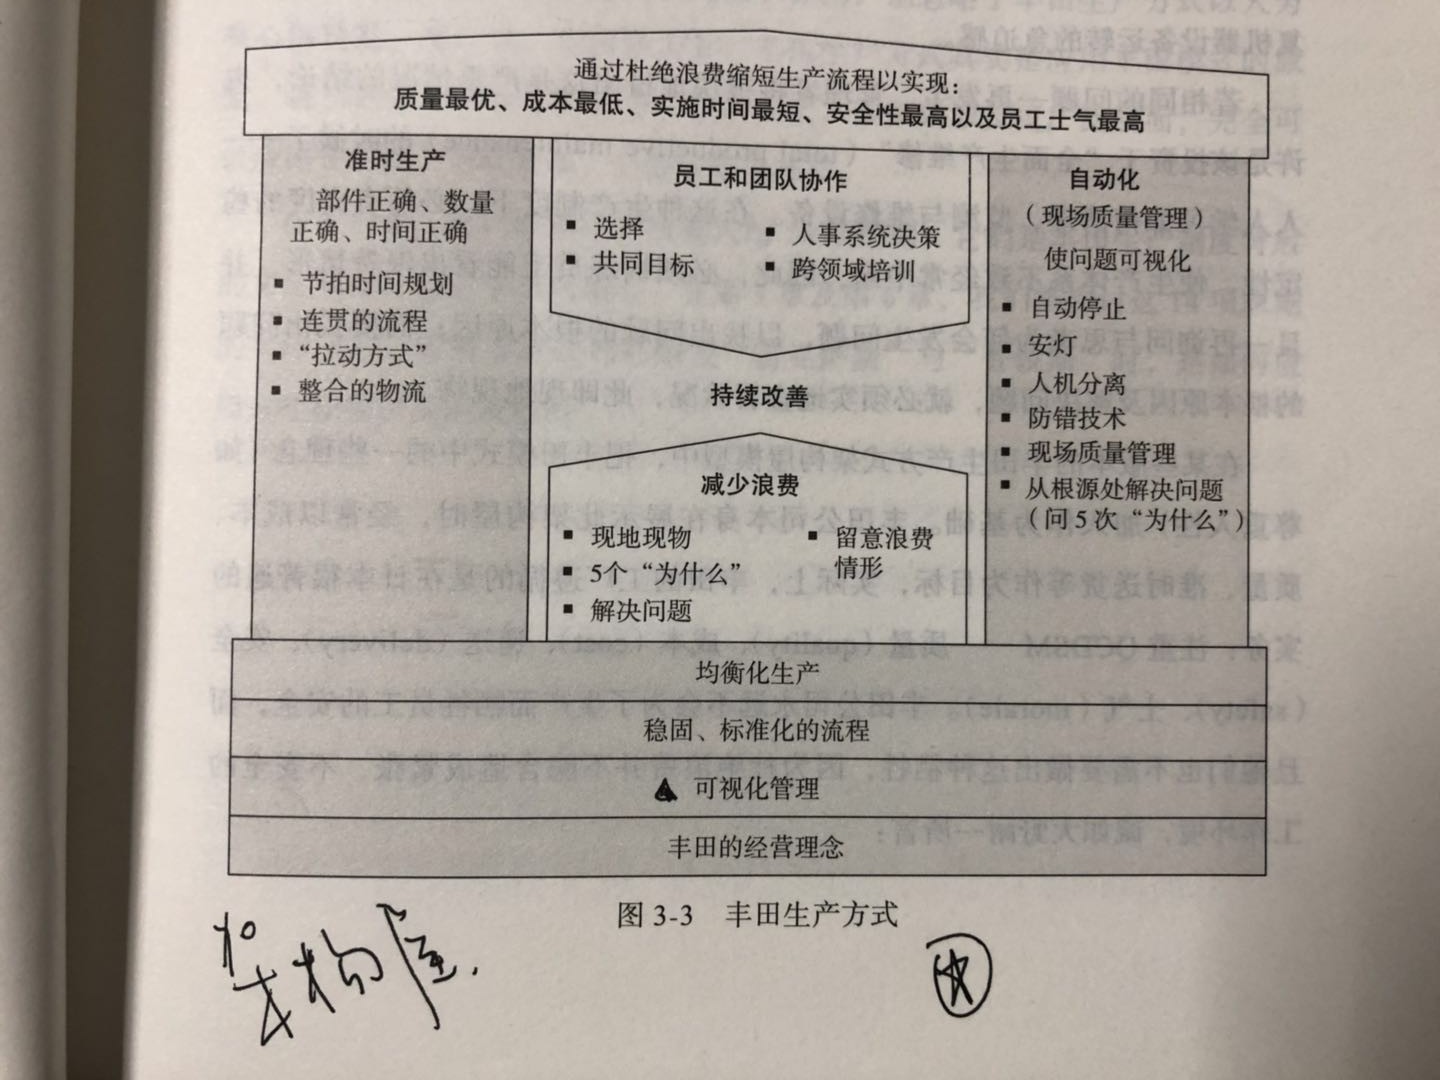 通过杜绝浪费缩短生产流程以实现：
质量最优、成本最低、实施时间最短、安全性最高以及员工士气最高
准时生产
部件正确、数量
正确、时间正确
■ 节拍时间规划
■ 连贯的流程
■ “拉动方式”
■ 整合的物流
员工和团队协作
■ 选择
■ 共同目标
■ 人事系统决策
■ 跨领域培训
持续改善
减少浪费
■ 现地现物
■ 5个“为什么”
■ 解决问题
■ 留意浪费
情形
自动化
（现场质量管理）
使问题可视化
■ 自动停止
■ 安灯
■ 人机分离
■ 防错技术
■ 现场质量管理
■ 从根源处解决问题
（问5次“为什么”）
均衡化生产
稳固、标准化的流程
▲ 可视化管理
丰田的经营理念
图 3-3 丰田生产方式
构屋